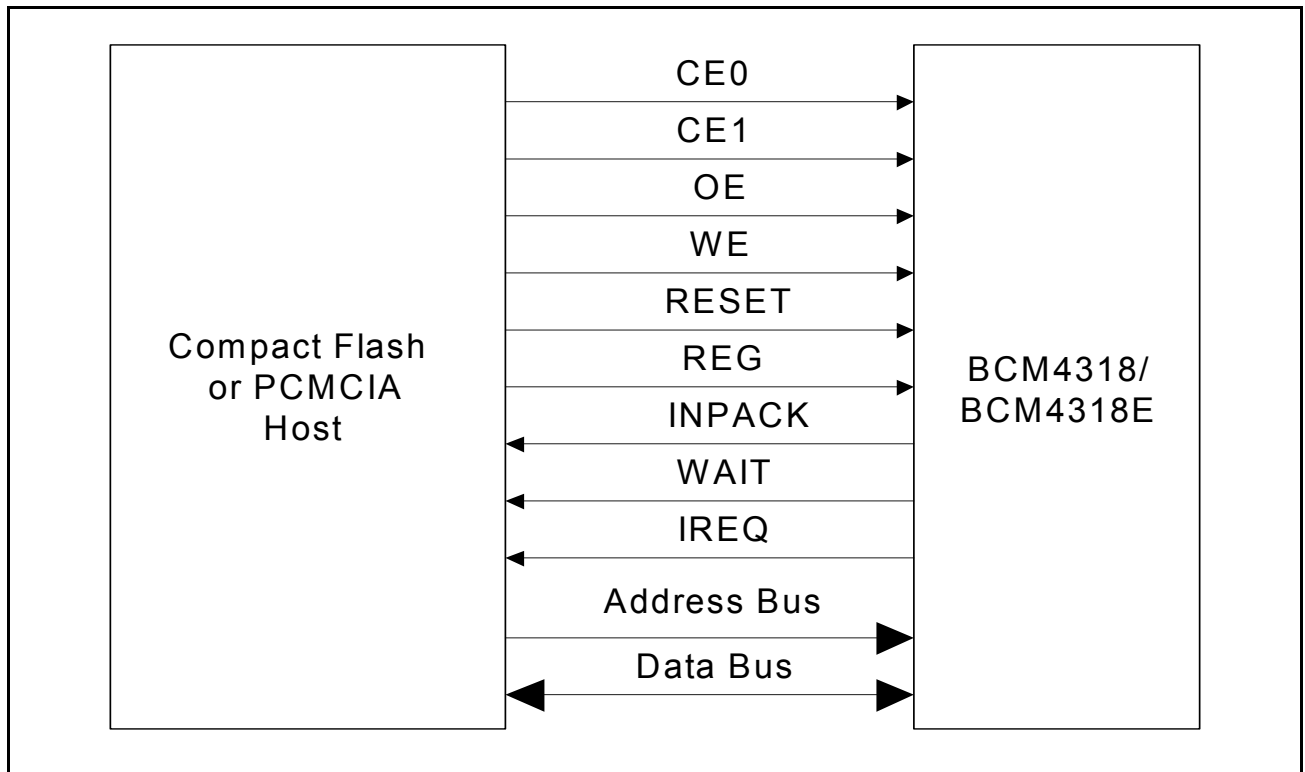 CE0
CE1
OE
WE
RESET
REG
INPACK
WAIT
IREQ
Address Bus
Data Bus
Compact Flash
or PCMCIA
Host
BCM4318/
BCM4318E